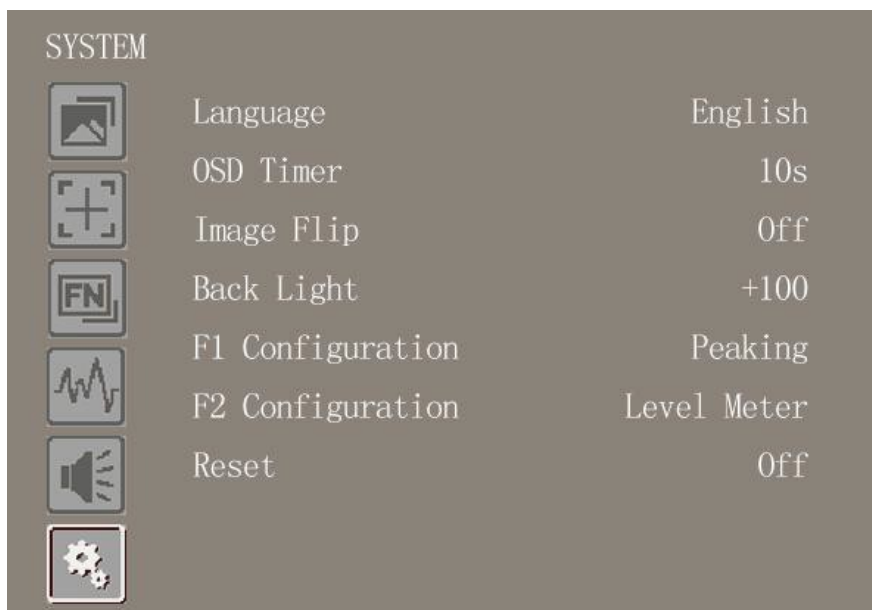 SYSTEM
Language English
OSD Timer 10s
Image Flip Off
FN
Back Light +100
F1 Configuration Peaking
F2 Configuration Level Meter
Reset Off